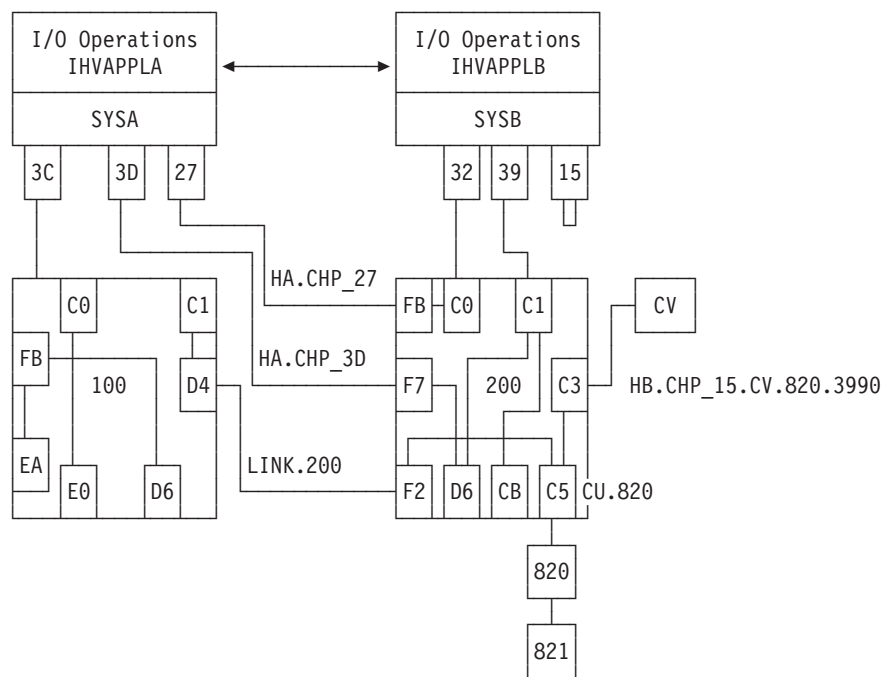 I/O Operations
IHVAPPLA
I/O Operations
IHVAPPLB
SYSA
SYSB
3C
3D
27
32
39
15
HA.CHP_27
C0
C1
FB
C0
C1
CV
FB
HA.CHP_3D
100
D4
F7
200
C3
HB.CHP_15.CV.820.3990
EA
LINK.200
E0
D6
F2
D6
CB
C5
CU.820
820
821